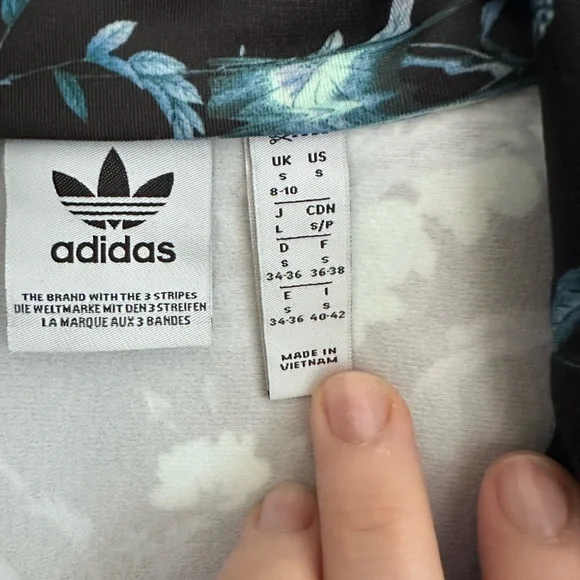 adidas
THE BRAND WITH THE 3 STRIPES
DIE WELTMARKE MIT DEN 3 STREIFEN
LA MARQUE AUX 3 BANDES
UK US
S S
8-10
J CDN
L S/P
D F
S S
34-36 36-38
E I
S S
34-36 40-42
MADE IN
VIETNAM